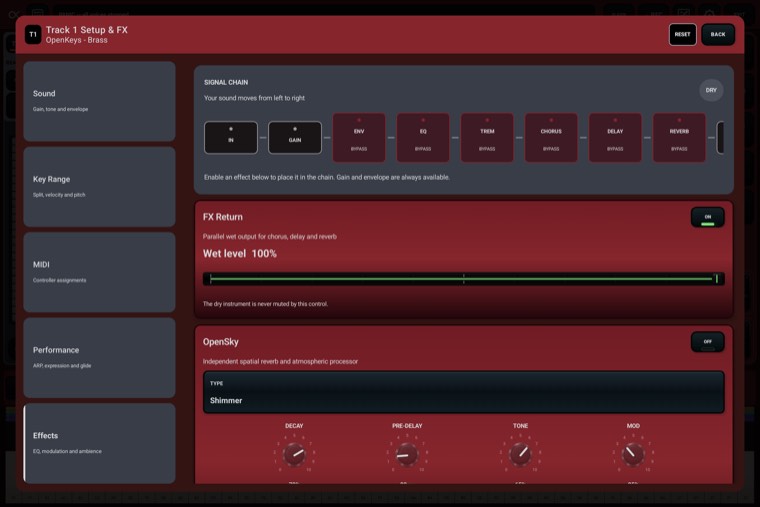 T1
Track 1 Setup & FX
OpenKeys - Brass
RESET
BACK
Sound
Gain, tone and envelope
Key Range
Split, velocity and pitch
MIDI
Controller assignments
Performance
ARP, expression and glide
Effects
EQ, modulation and ambience
SIGNAL CHAIN
Your sound moves from left to right
DRY
IN
GAIN
ENV
BYPASS
EQ
BYPASS
TREM
BYPASS
CHORUS
BYPASS
DELAY
BYPASS
REVERB
BYPASS
Enable an effect below to place it in the chain. Gain and envelope are always available.
FX Return
ON
Parallel wet output for chorus, delay and reverb
Wet level 100%
The dry instrument is never muted by this control.
OpenSky
OFF
Independent spatial reverb and atmospheric processor
TYPE
Shimmer
DECAY
PRE-DELAY
TONE
MOD